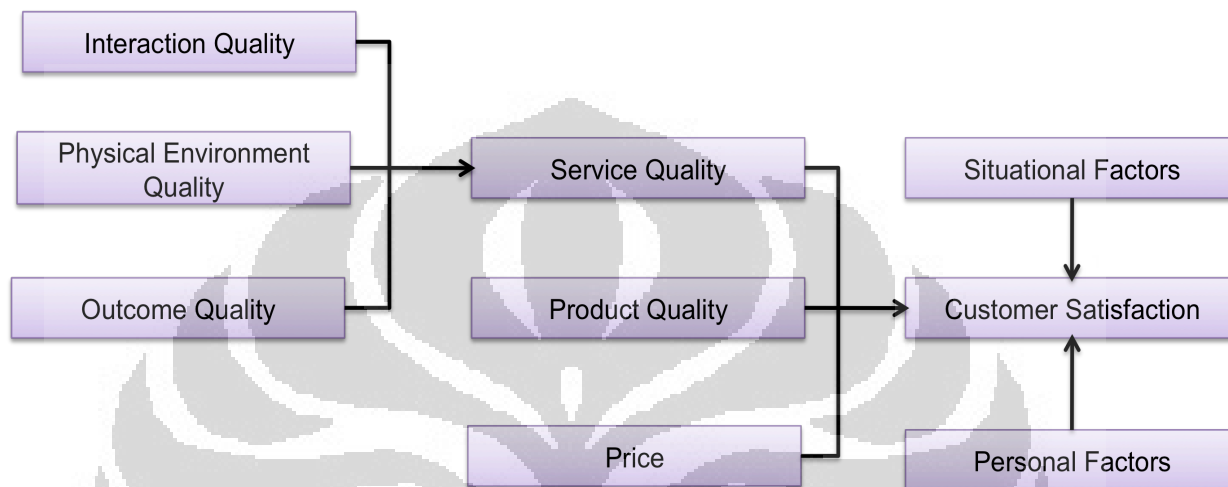 Interaction Quality
Physical Environment
Quality
Outcome Quality
Service Quality
Product Quality
Price
Situational Factors
Customer Satisfaction
Personal Factors